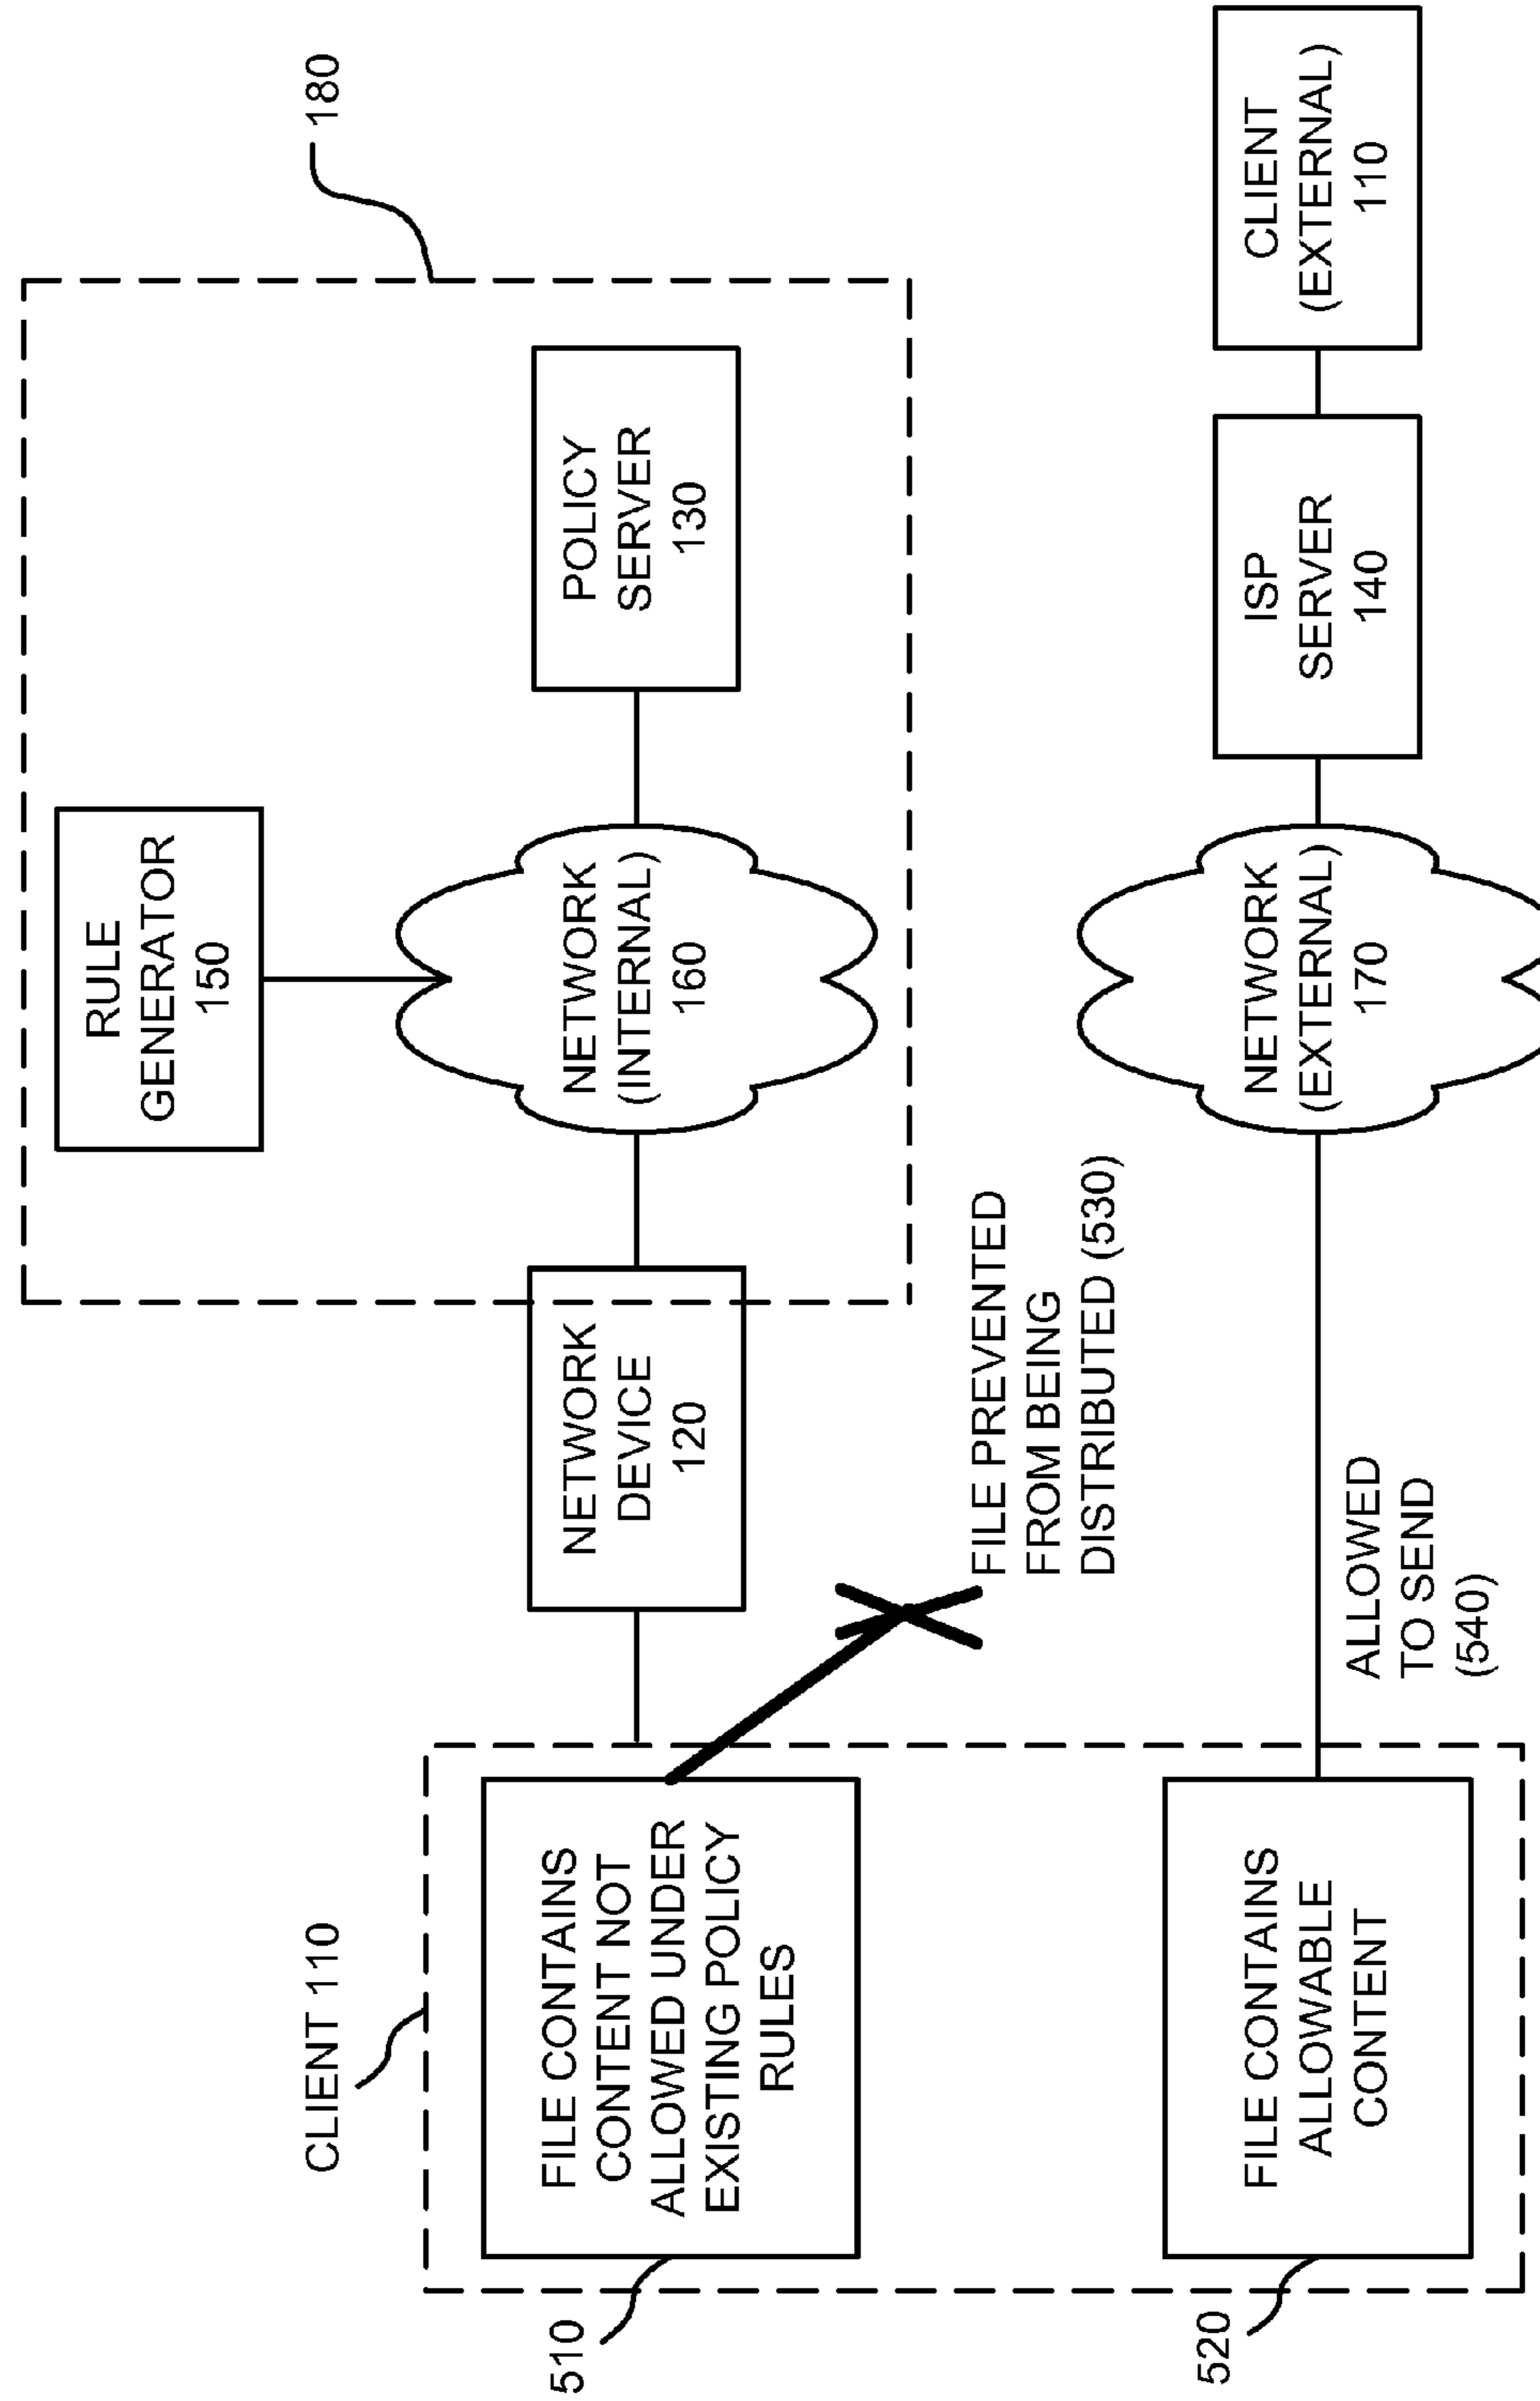 180
RULE
GENERATOR
150
CLIENT 110
510
FILE CONTAINS
CONTENT NOT
ALLOWED UNDER
EXISTING POLICY
RULES
NETWORK
DEVICE
120
NETWORK
(INTERNAL)
160
POLICY
SERVER
130
FILE PREVENTED
FROM BEING
DISTRIBUTED (530)
520
FILE CONTAINS
ALLOWABLE
CONTENT
ALLOWED
TO SEND
(540)
NETWORK
(EXTERNAL)
170
ISP
SERVER
140
CLIENT
(EXTERNAL)
110